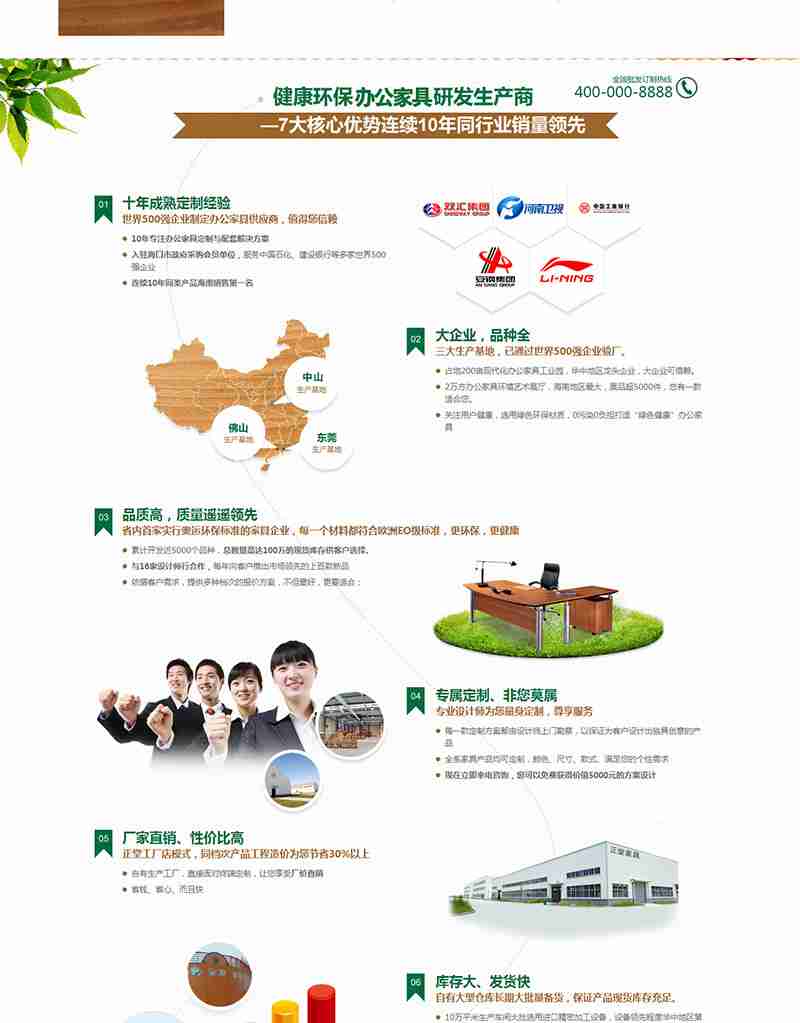 全国批发订制热线
400-000-8888
健康环保办公家具研发生产商
—7大核心优势连续10年同行业销量领先
01
十年成熟定制经验
世界500强企业制定办公家具供应商，值得您信赖
10年专注办公家具定制与配套解决方案
入驻海口市政府采购会员单位，服务中国石化、建设银行等多家世界500
强企业
连续10年同类产品海南销售第一名
双汇集团
SHINEWAY GROUP
河南卫视
中国工商银行
安钢集团
AN GANG GROUP
LI-NING
中山
生产基地
佛山
生产基地
东莞
生产基地
02
大企业，品种全
三大生产基地，已通过世界500强企业验厂。
占地200亩现代化办公家具工业园，华中地区龙头企业，大企业可信赖。
2万方办公家具环境艺术展厅，海南地区最大，展品超5000件，总有一款
适合您。
关注用户健康，选用绿色环保材质，0污染0负担打造“绿色健康”办公家
具
03
品质高，质量遥遥领先
省内首家实行奥运环保标准的家具企业，每一个材料都符合欧洲EO级标准，更环保，更健康
累计开发近5000个品种，总数量高达100万的现货库存供客户选择。
与16家设计师行合作，每年向客户推出市场领先的上百款新品
依据客户需求，提供多种档次的报价方案，不但最好，更要适合；
04
专属定制、非您莫属
专业设计师为您量身定制，尊享服务
每一款定制方案都由设计师上门勘察，以保证为客户设计出独具创意的产
品
全系家具产品均可定制，颜色、尺寸、款式、满足您的个性需求
现在立即来电咨询，您可以免费获得价值5000元的方案设计
05
厂家直销、性价比高
正堂工厂店模式，同档次产品工程造价为您节省30%以上
自有生产工厂，直接面对终端定制，让您享受厂价直销
省钱、省心、而且快
正堂家具
06
库存大、发货快
自有大型仓库长期大批量备货，保证产品现货库存充足。
10万平米生产车间大批选用进口精密加工设备，设备领先程度华中地区第